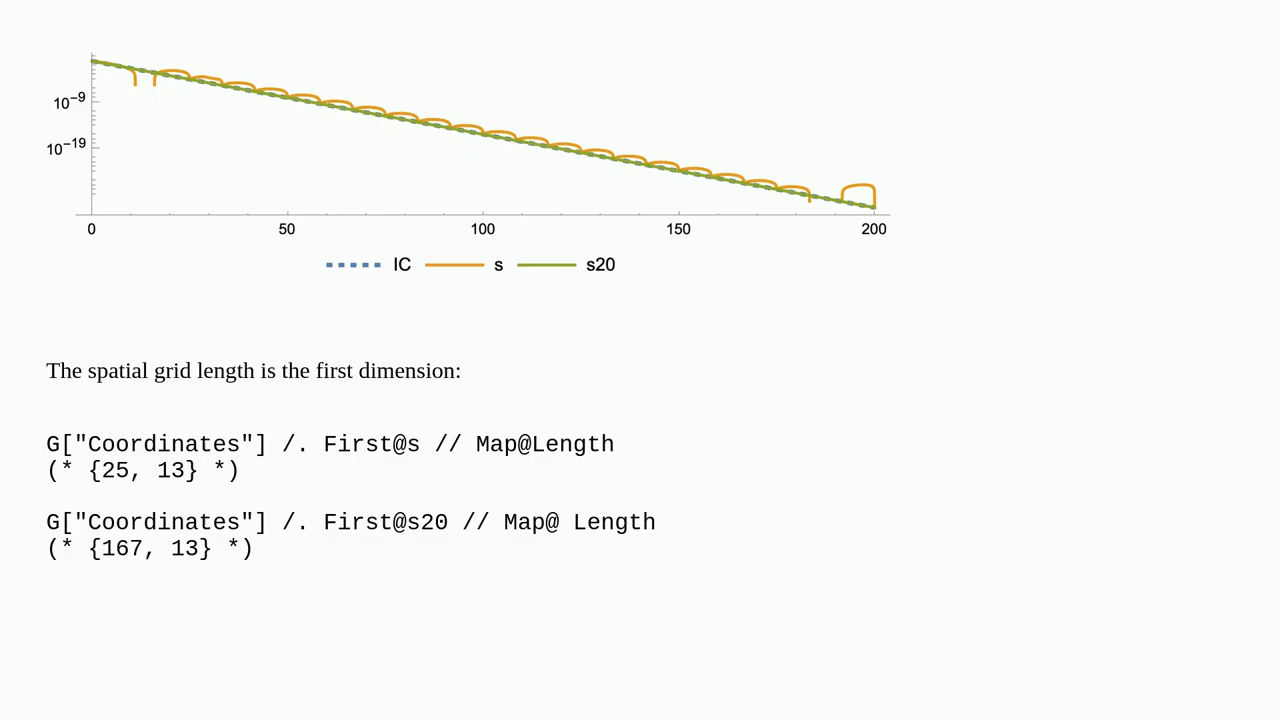 10^−9
10^−19
0 50 100 150 200
IC s s20
The spatial grid length is the first dimension:
G["Coordinates"] /. First@s // Map@Length
(* {25, 13} *)
G["Coordinates"] /. First@s20 // Map@ Length
(* {167, 13} *)